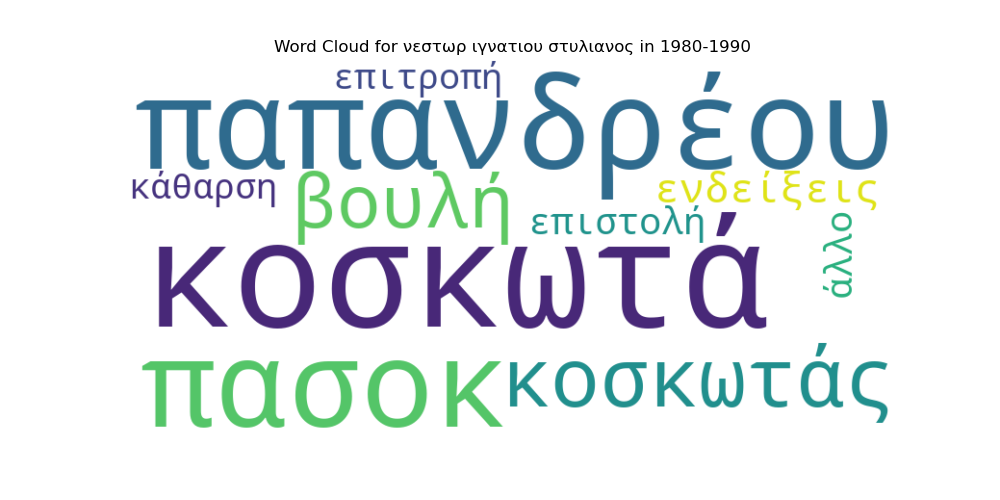 Word Cloud for νεστωρ ιγνατιου στυλιανος in 1980-1990
επιτροπή
παπανδρέου
κάθαρση
βουλή
ενδείξεις
επιστολή
άλλο
κοσκωτά
πασοκ
κοσκωτάς